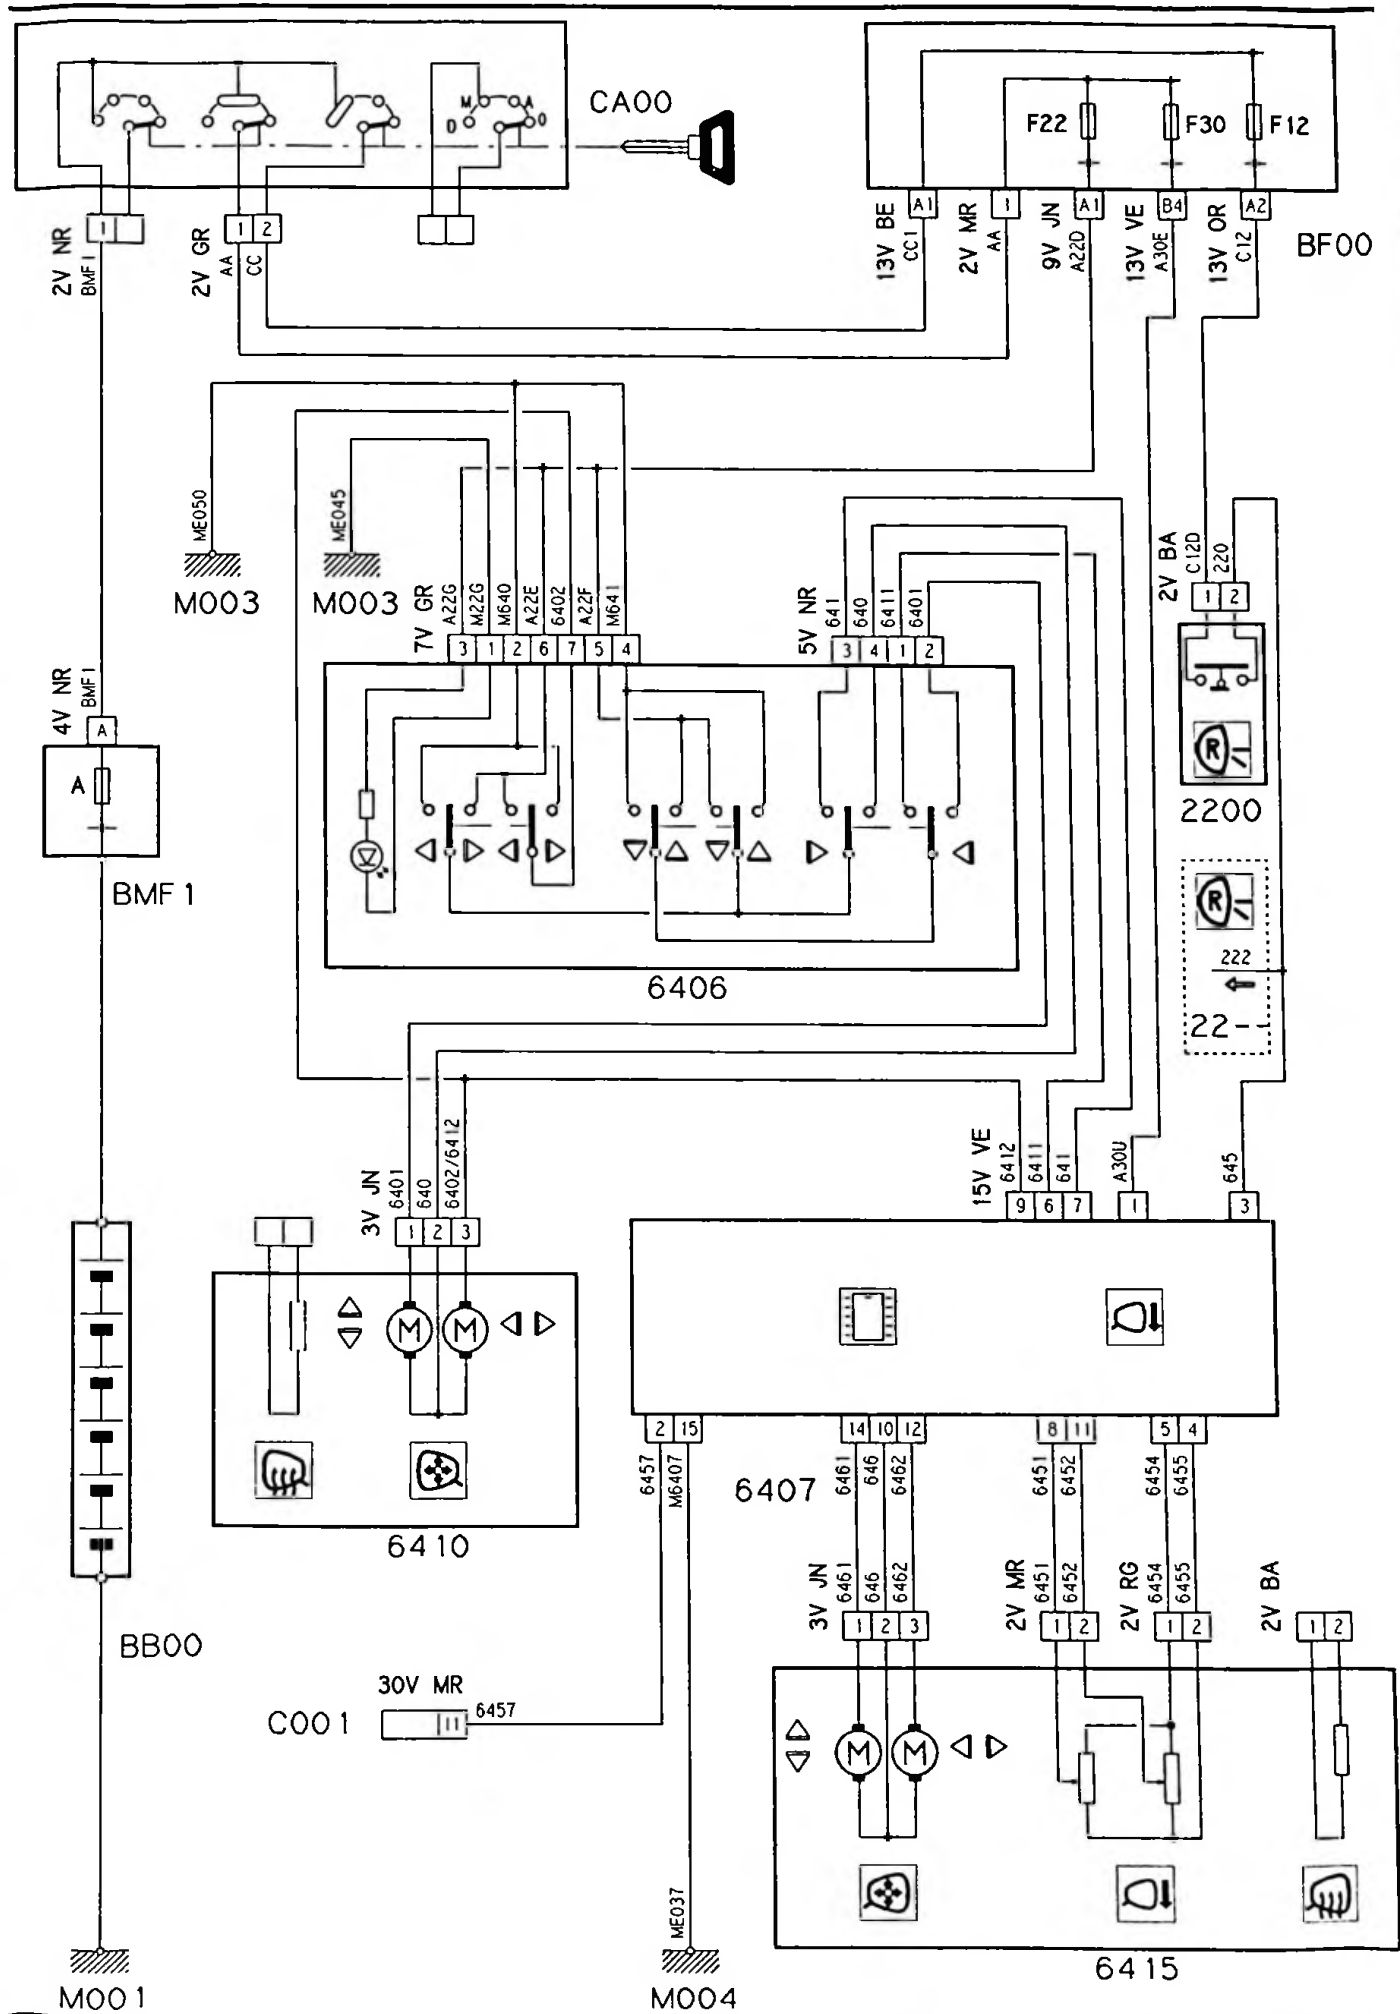 CA00
M A
D O
F22 F30 F12
BF00
1
2V NR
BMF1
1 2
2V GR
AA
CC
A1 1 A1 B4 A2
13V BE
CC1
2V MR
AA
9V JN
A22D
13V VE
A30E
13V OR
C12
ME050
M003
ME045
M003
7V GR
A22G
M22G
M640
A22E
6402
A22F
M641
3 1 2 6 7 5 4
5V NR
641
640
6411
6401
3 4 1 2
2V BA
C12D
220
1 2
R
2200
R
222
22--
4V NR
BMF1
A
A
BMF1
6406
3V JN
6401
640
6402/6412
1 2 3
M M
6410
15V VE
6412
6411
641
A30U
645
9 6 7 1 3
2 15 14 10 12 8 11 5 4
6407
6457
M6407
6461
646
6462
6451
6452
6454
6455
3V JN
6461
646
6462
2V MR
6451
6452
2V RG
6454
6455
2V BA
1 2 3 1 2 1 2 1 2
M M
6415
BB00
30V MR
C001 11 6457
ME037
M001
M004